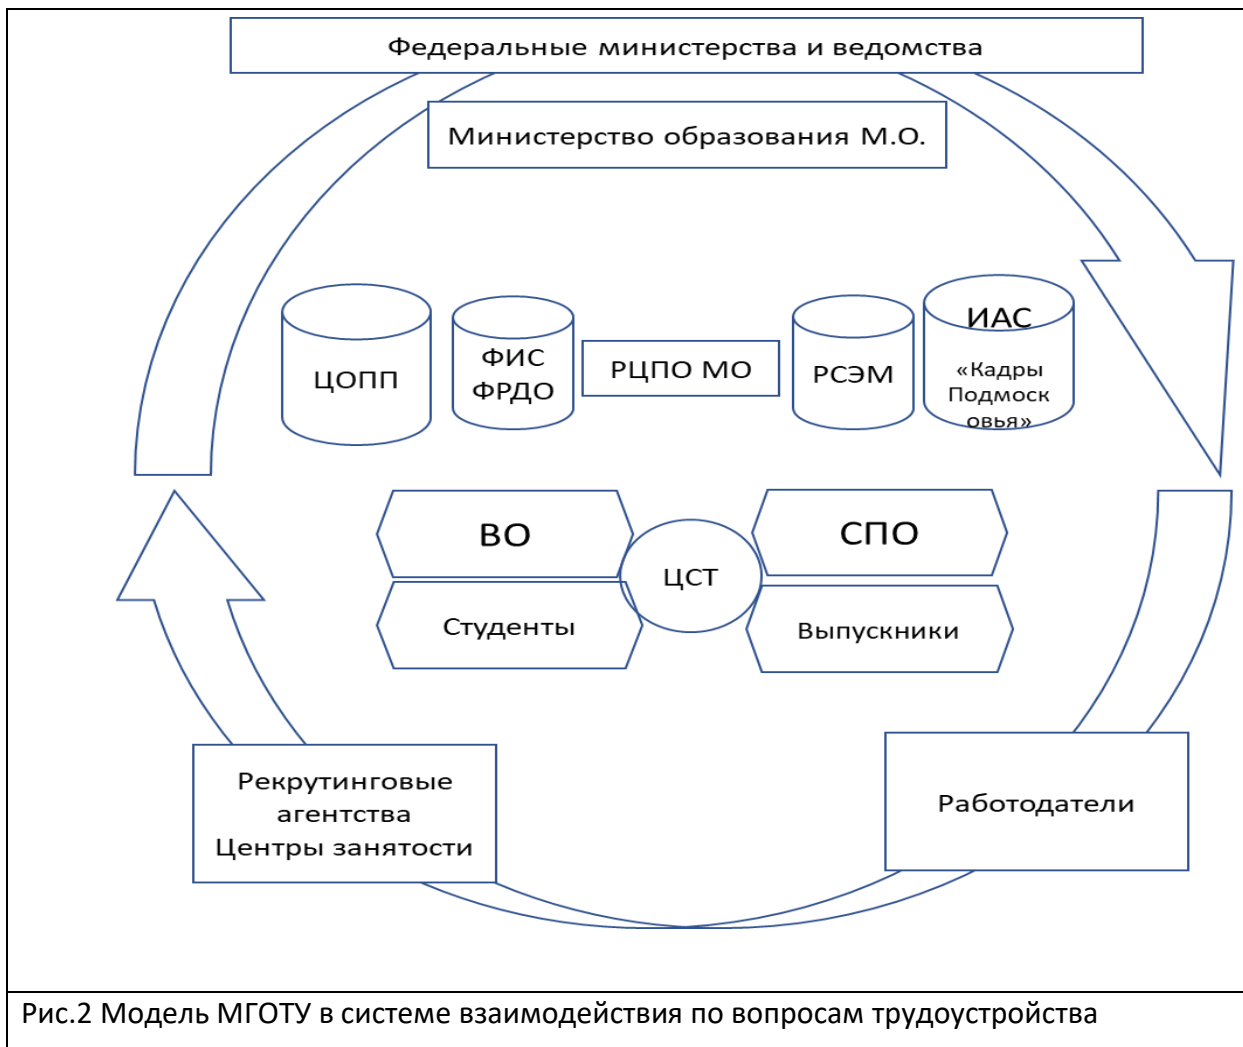 Федеральные министерства и ведомства
Министерство образования М.О.
ЦОПП
ФИС
ФРДО
РЦПО МО
РСЭМ
ИАС
«Кадры
Подмоск
овья»
ВО
СПО
ЦСТ
Студенты
Выпускники
Рекрутинговые
агентства
Центры занятости
Работодатели
Рис.2 Модель МГОТУ в системе взаимодействия по вопросам трудоустройства